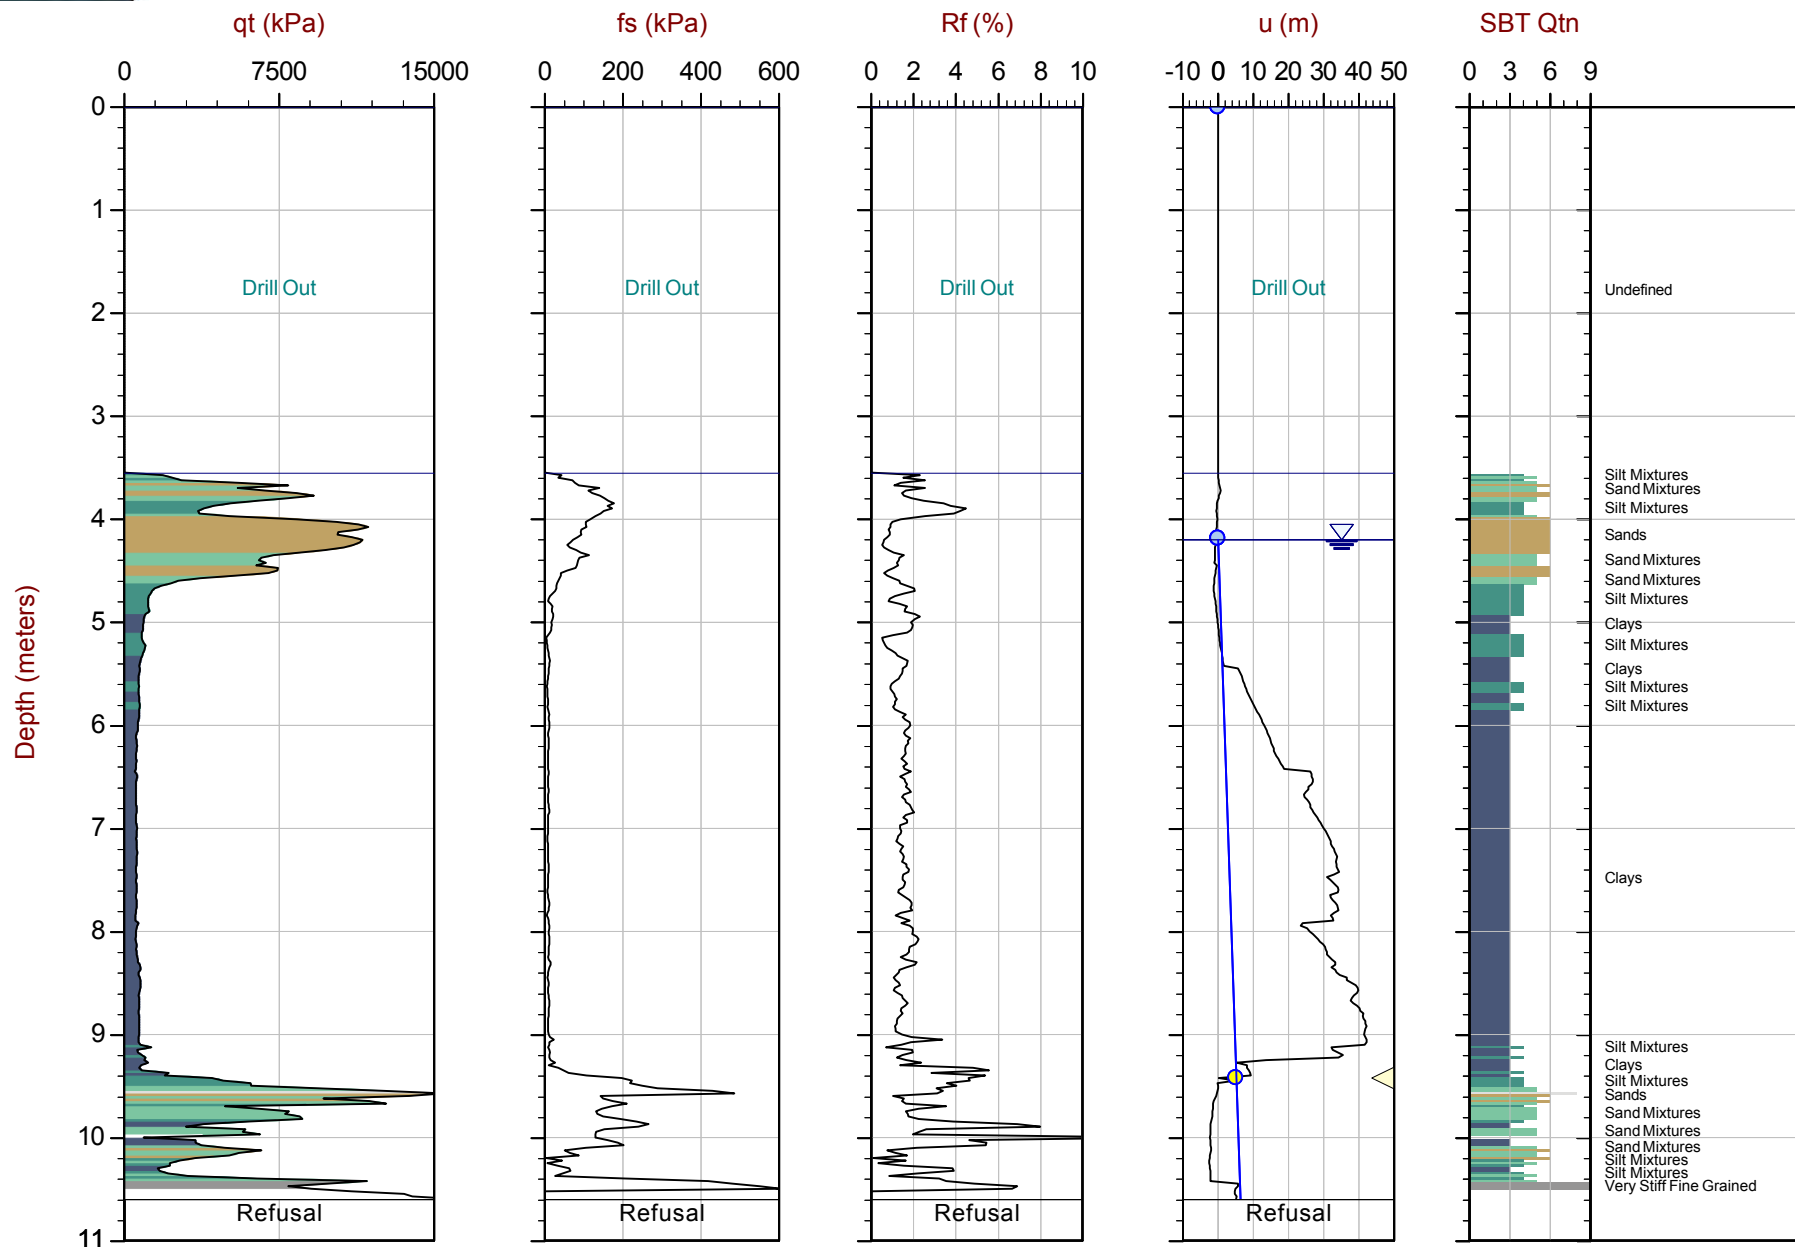 qt (kPa) fs (kPa) Rf (%) u (m) SBT Qtn
0 7500 15000 0 200 400 600 0 2 4 6 8 10 -10 0 10 20 30 40 50 0 3 6 9
0
1
Drill Out Drill Out Drill Out Drill Out Undefined
2
3
Silt Mixtures
Sand Mixtures
Silt Mixtures
4
Sands
Sand Mixtures
Sand Mixtures
Silt Mixtures
5
Clays
Silt Mixtures
Clays
Silt Mixtures
Silt Mixtures
Depth (meters)
6
7
Clays
8
9
Silt Mixtures
Clays
Silt Mixtures
Sands
Sand Mixtures
Sand Mixtures
10
Sand Mixtures
Silt Mixtures
Silt Mixtures
Very Stiff Fine Grained
Refusal Refusal Refusal Refusal
11